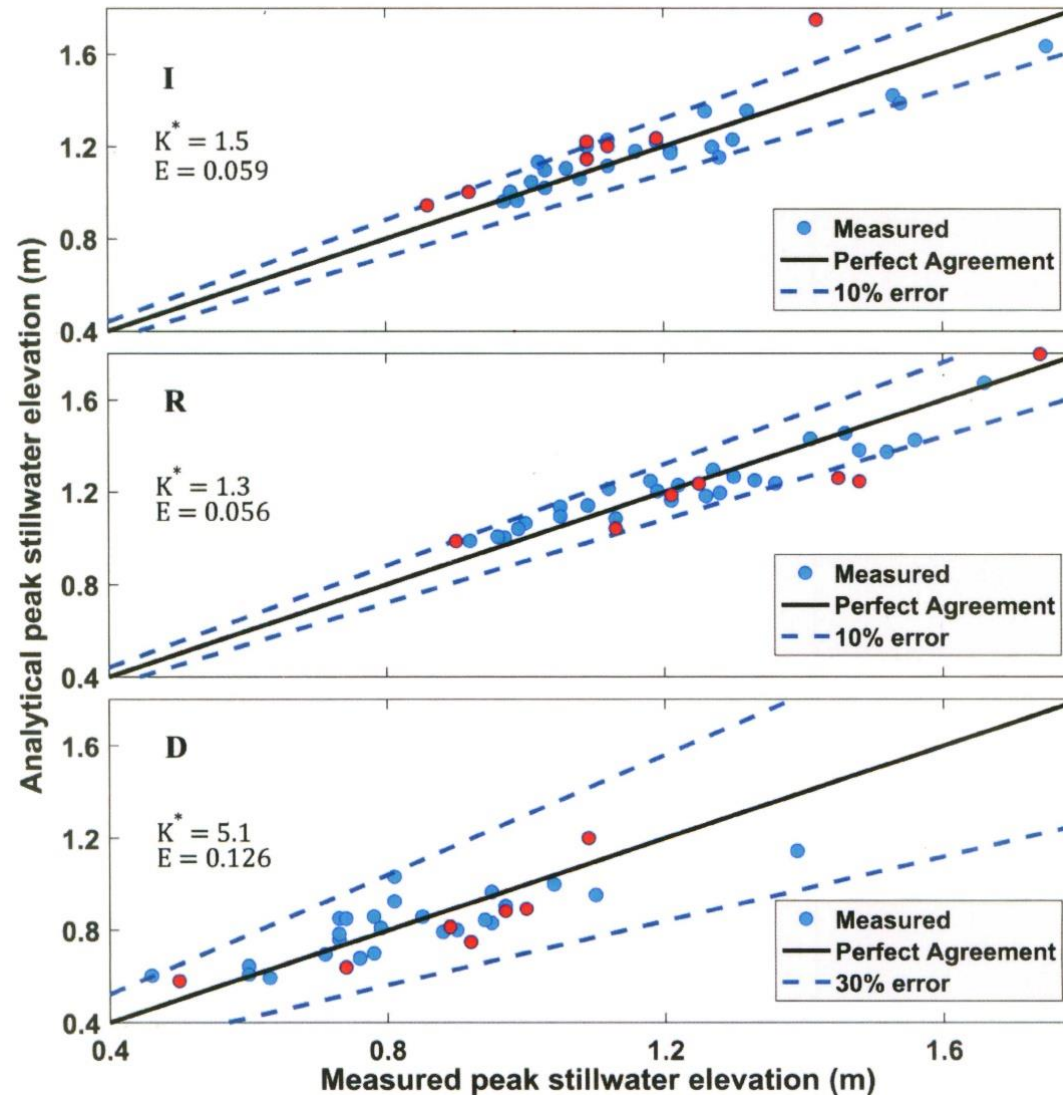 Analytical peak stillwater elevation (m)
1.6
1.2
0.8
0.4
I
K* = 1.5
E = 0.059
Measured
Perfect Agreement
10% error
1.6
1.2
0.8
0.4
R
K* = 1.3
E = 0.056
Measured
Perfect Agreement
10% error
1.6
1.2
0.8
0.4
D
K* = 5.1
E = 0.126
Measured
Perfect Agreement
30% error
0.4 0.8 1.2 1.6
Measured peak stillwater elevation (m)